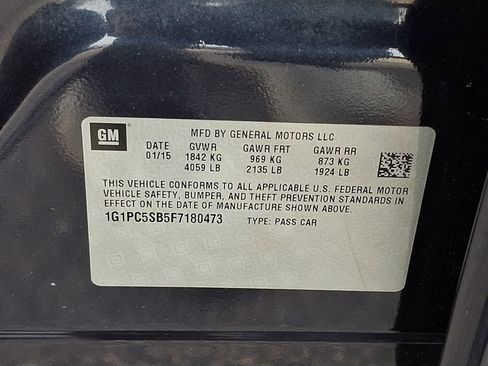 GM
MFD BY GENERAL MOTORS LLC
DATE GVWR GAWR FRT GAWR RR
01/15 1842 KG 969 KG 873 KG
4059 LB 2135 LB 1924 LB
THIS VEHICLE CONFORMS TO ALL APPLICABLE U.S. FEDERAL MOTOR
VEHICLE SAFETY, BUMPER, AND THEFT PREVENTION STANDARDS IN
EFFECT ON THE DATE OF MANUFACTURE SHOWN ABOVE.
1G1PC5SB5F7180473 TYPE: PASS CAR